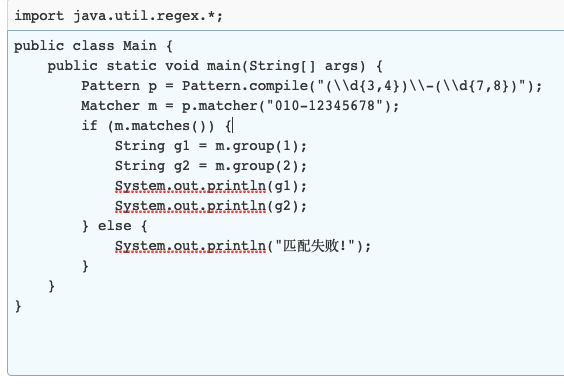 import java.util.regex.*;
public class Main {
    public static void main(String[] args) {
        Pattern p = Pattern.compile("(\\d{3,4})\\-(\\d{7,8})");
        Matcher m = p.matcher("010-12345678");
        if (m.matches()) {
            String g1 = m.group(1);
            String g2 = m.group(2);
            System.out.println(g1);
            System.out.println(g2);
        } else {
            System.out.println("匹配失败!");
        }
    }
}